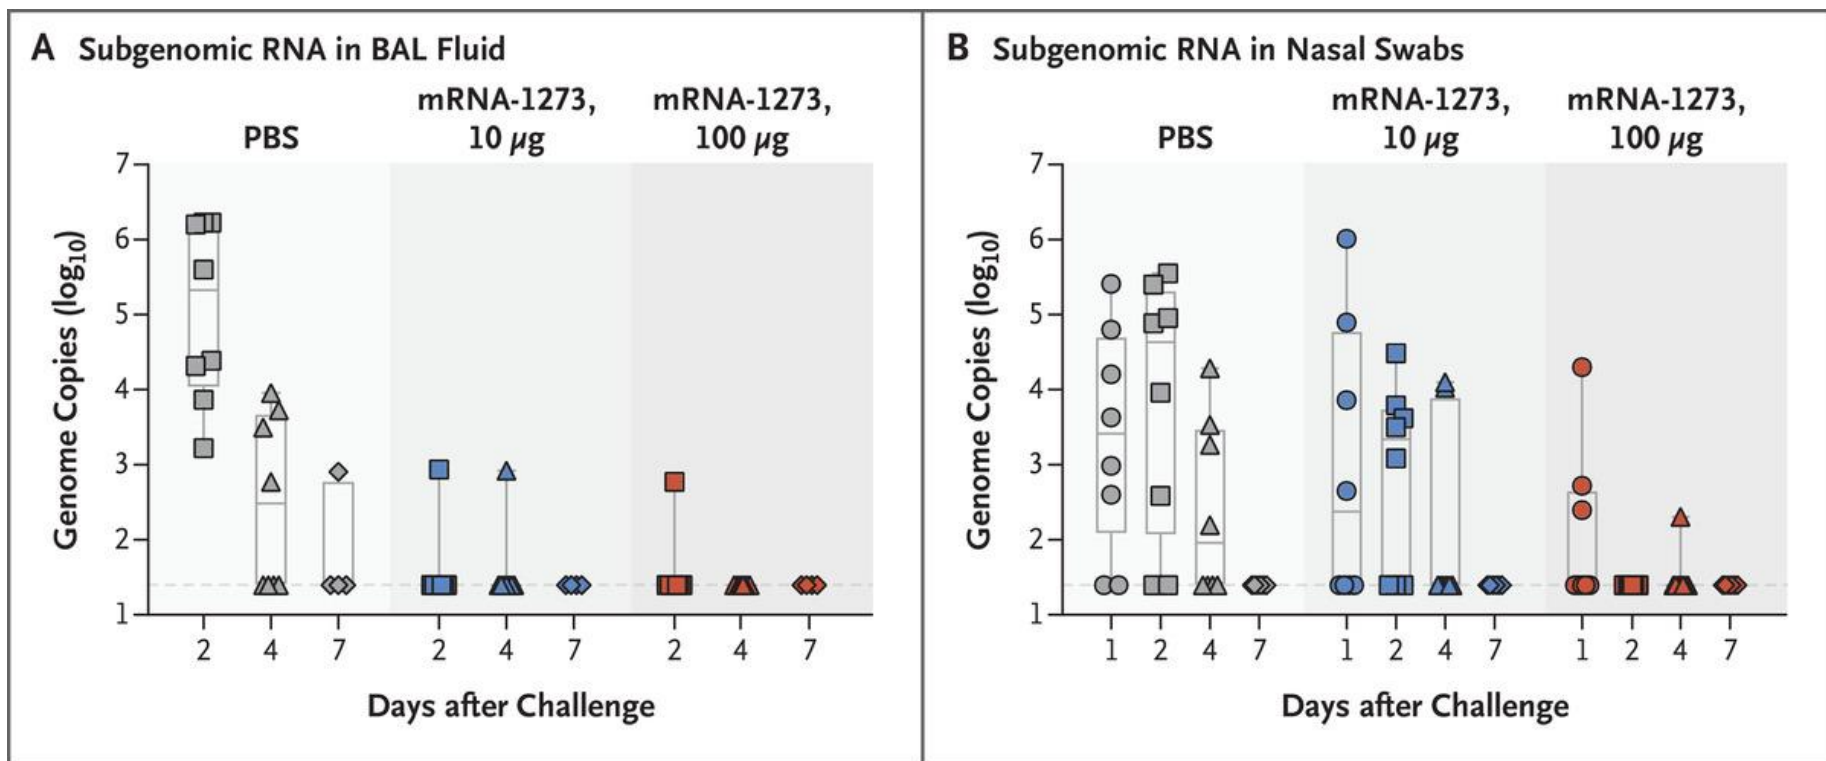 A Subgenomic RNA in BAL Fluid
PBS
mRNA-1273,
10 µg
mRNA-1273,
100 µg
Genome Copies (log10)
7
6
5
4
3
2
1
2 4 7 2 4 7 2 4 7
Days after Challenge
B Subgenomic RNA in Nasal Swabs
PBS
mRNA-1273,
10 µg
mRNA-1273,
100 µg
Genome Copies (log10)
7
6
5
4
3
2
1
1 2 4 7 1 2 4 7 1 2 4 7
Days after Challenge